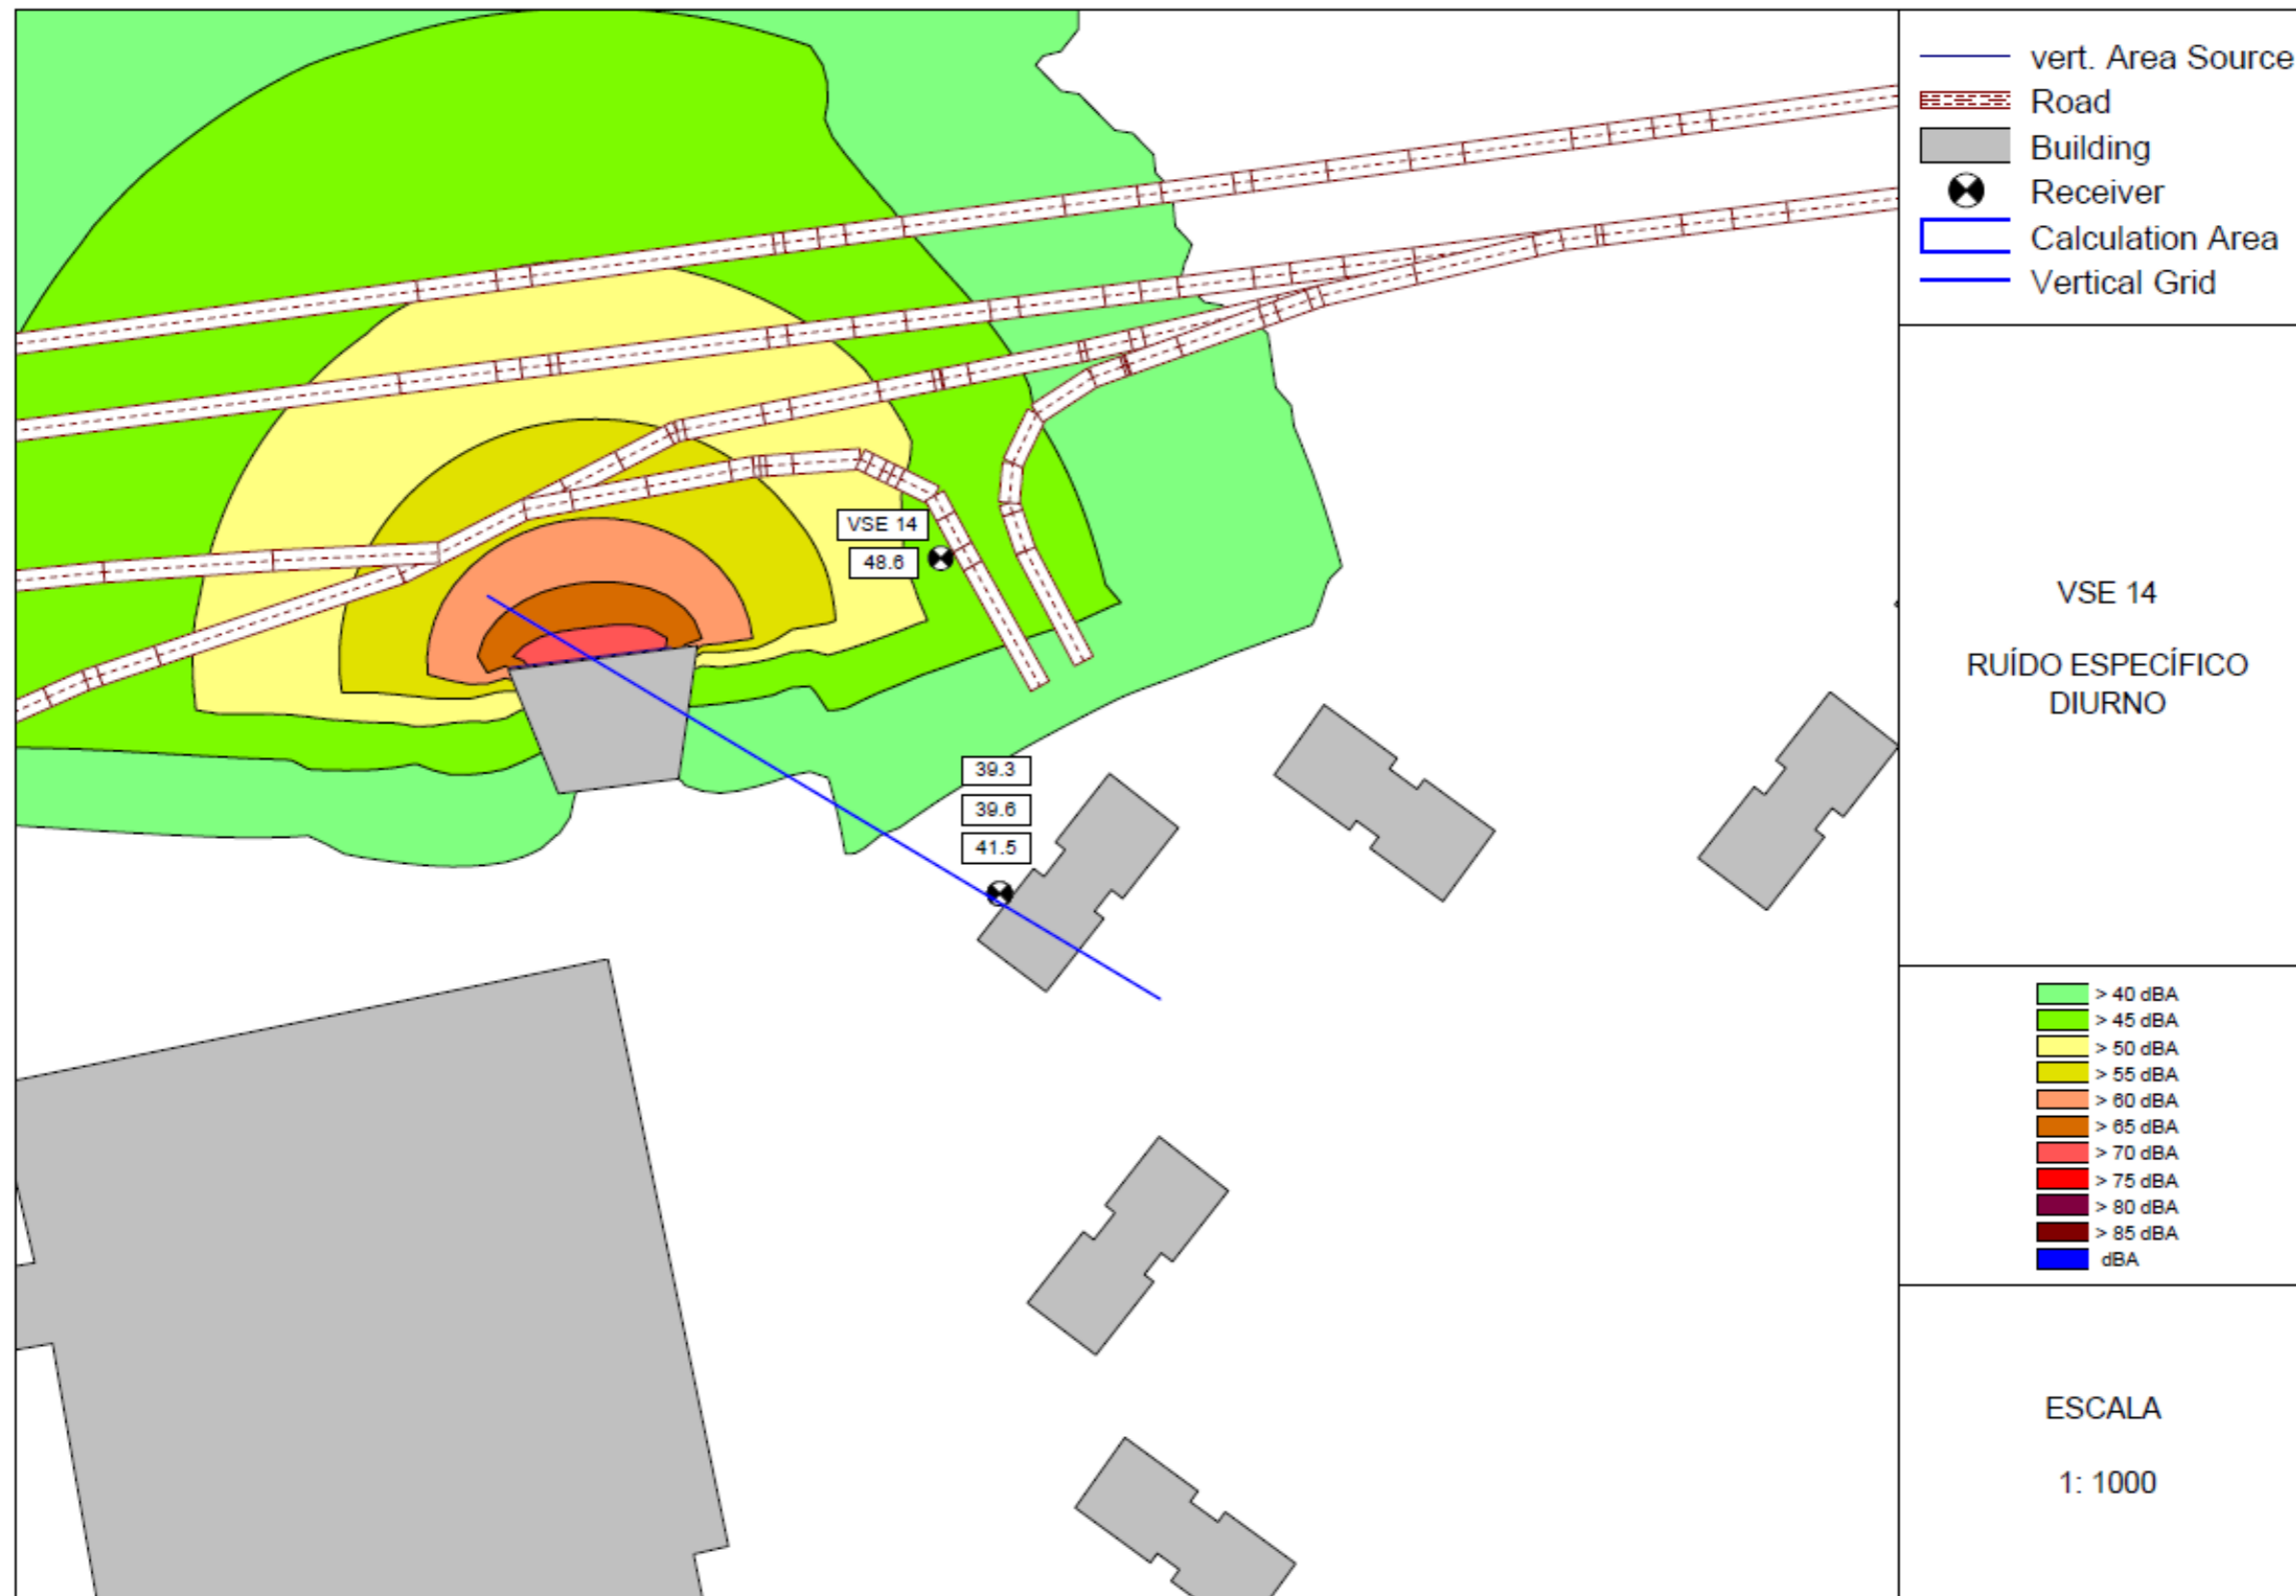 vert. Area Source
Road
Building
Receiver
Calculation Area
Vertical Grid
VSE 14
48.6
39.3
39.6
41.5
VSE 14
RUÍDO ESPECÍFICO
DIURNO
> 40 dBA
> 45 dBA
> 50 dBA
> 55 dBA
> 60 dBA
> 65 dBA
> 70 dBA
> 75 dBA
> 80 dBA
> 85 dBA
dBA
ESCALA
1: 1000